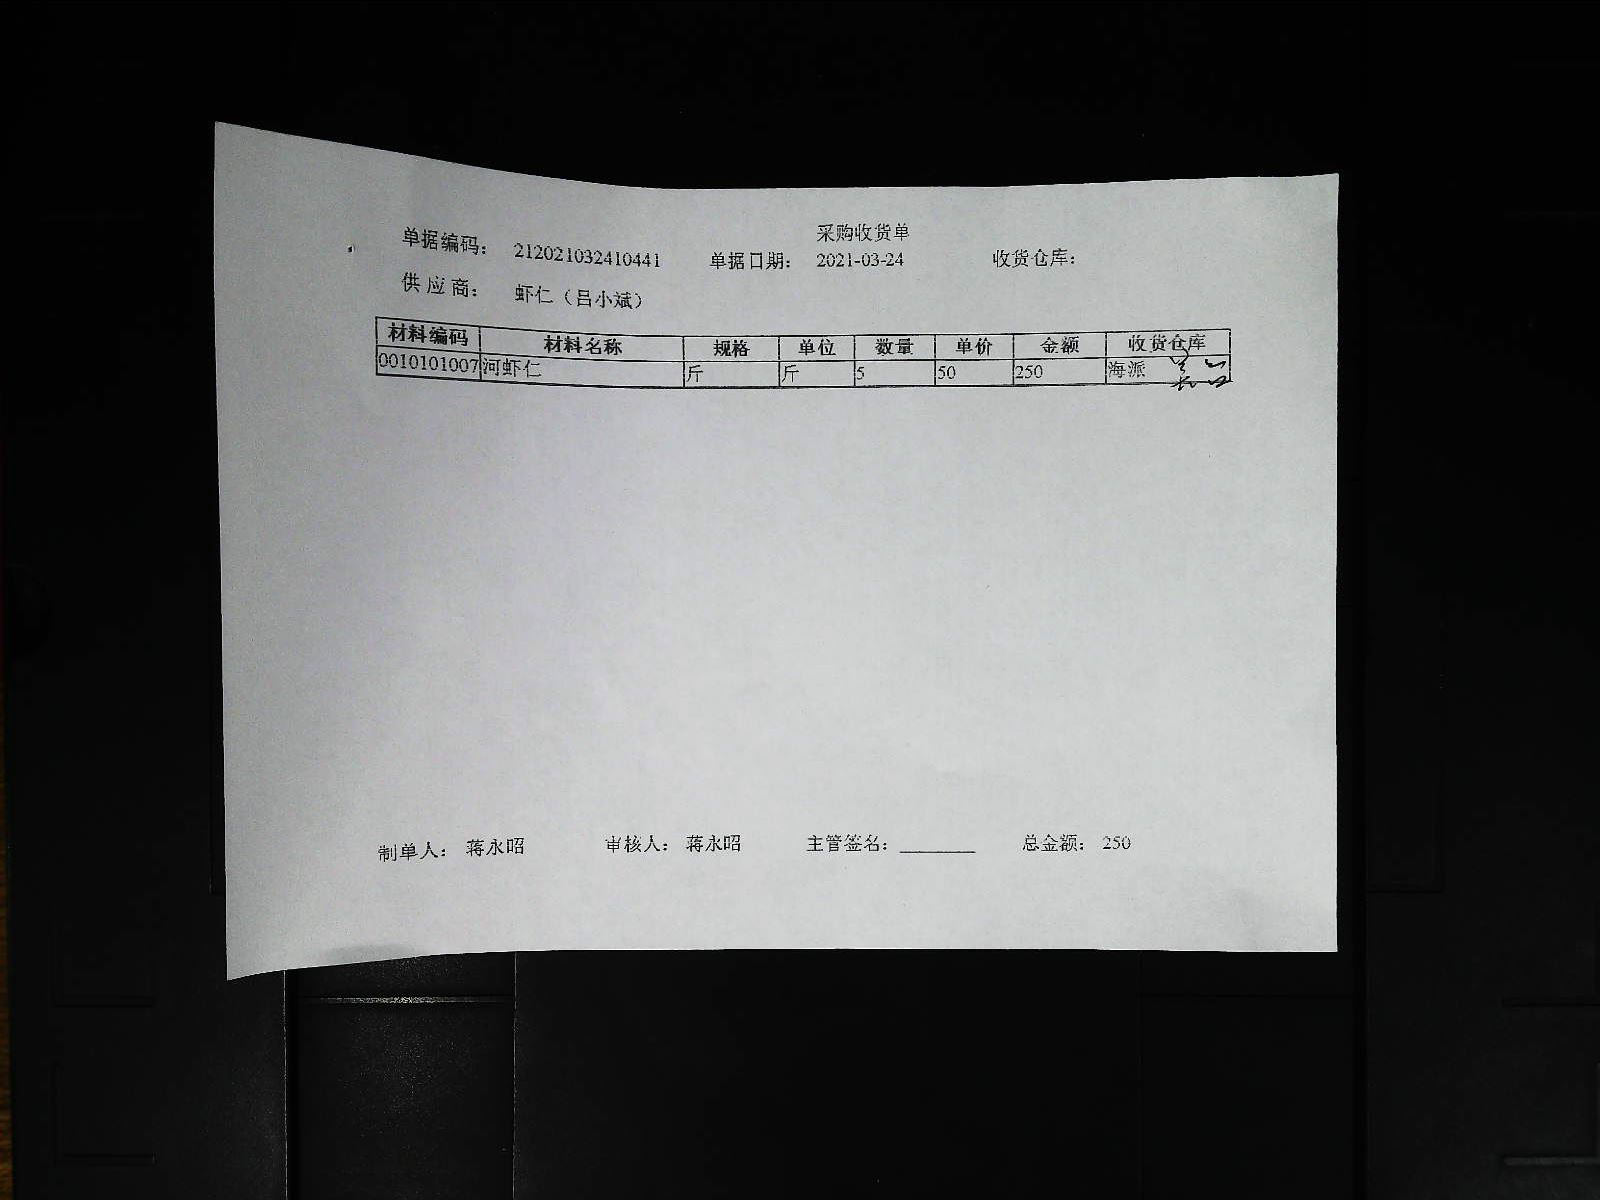 采购收货单
单据编码： 212021032410441 单据日期： 2021-03-24 收货仓库：
供 应 商： 虾仁（吕小斌）
材料编码 材料名称 规格 单位 数量 单价 金额 收货仓库
0010101007 河虾仁 斤 斤 5 50 250 海派
制单人： 蒋永昭 审核人： 蒋永昭 主管签名： 总金额： 250